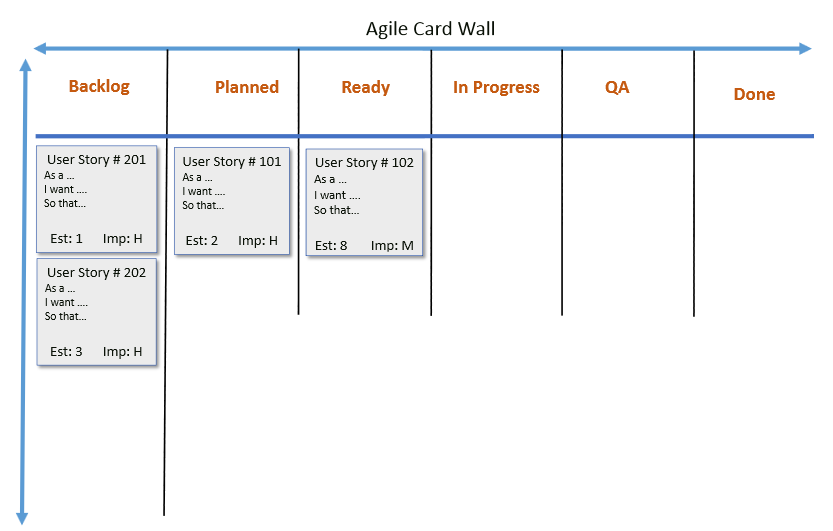 Agile Card Wall
Backlog
Planned
Ready
In Progress
QA
Done
User Story # 201
As a ...
I want ....
So that...
Est: 1 Imp: H
User Story # 101
As a ...
I want ....
So that...
Est: 2 Imp: H
User Story # 102
As a ...
I want ....
So that...
Est: 8 Imp: M
User Story # 202
As a ...
I want ....
So that...
Est: 3 Imp: H